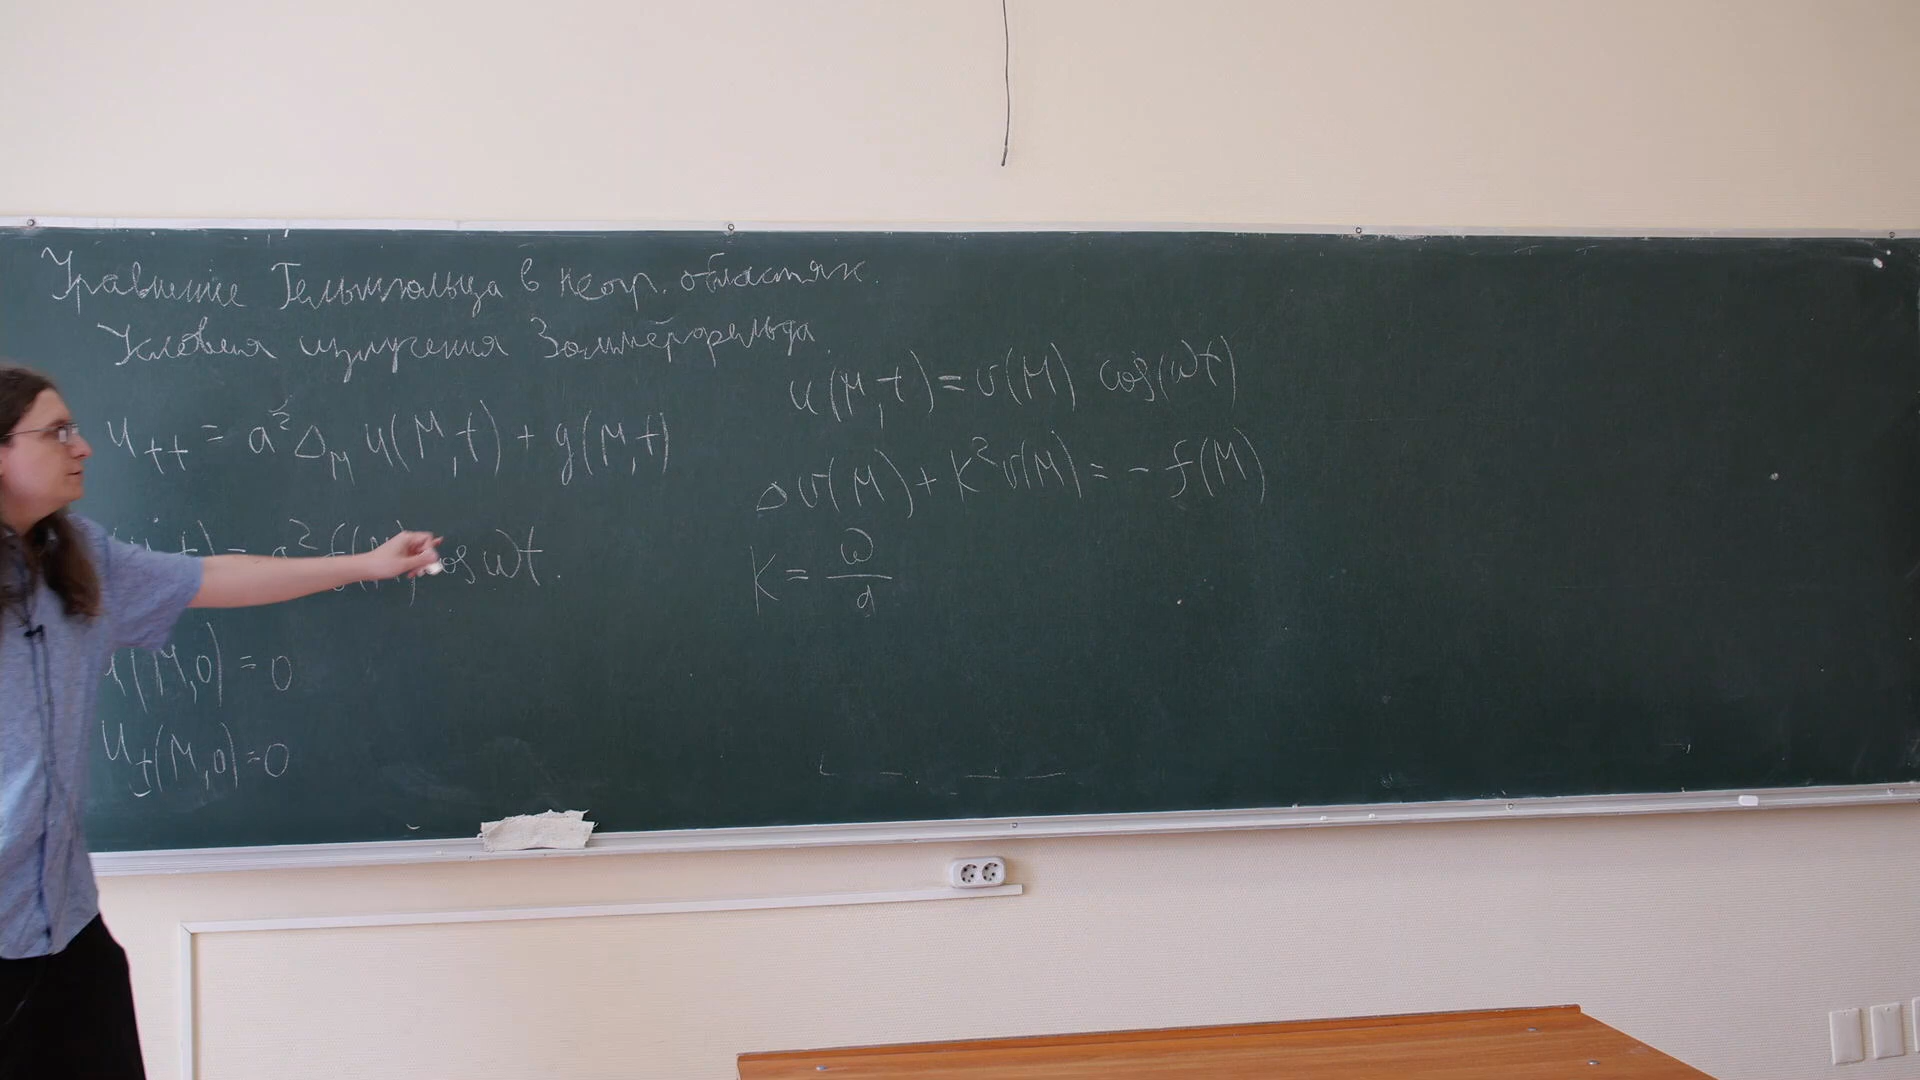 Уравнение Гельмгольца в неогр. областях.
Условия излучения Зоммерфельда.
u_tt = a² Δ_M u(M,t) + g(M,t)
a² f(M) cos ωt.
u(M,0) = 0
u_t(M,0) = 0
u(M,t) = v(M) cos(ωt)
Δv(M) + k² v(M) = - f(M)
k = ω/a